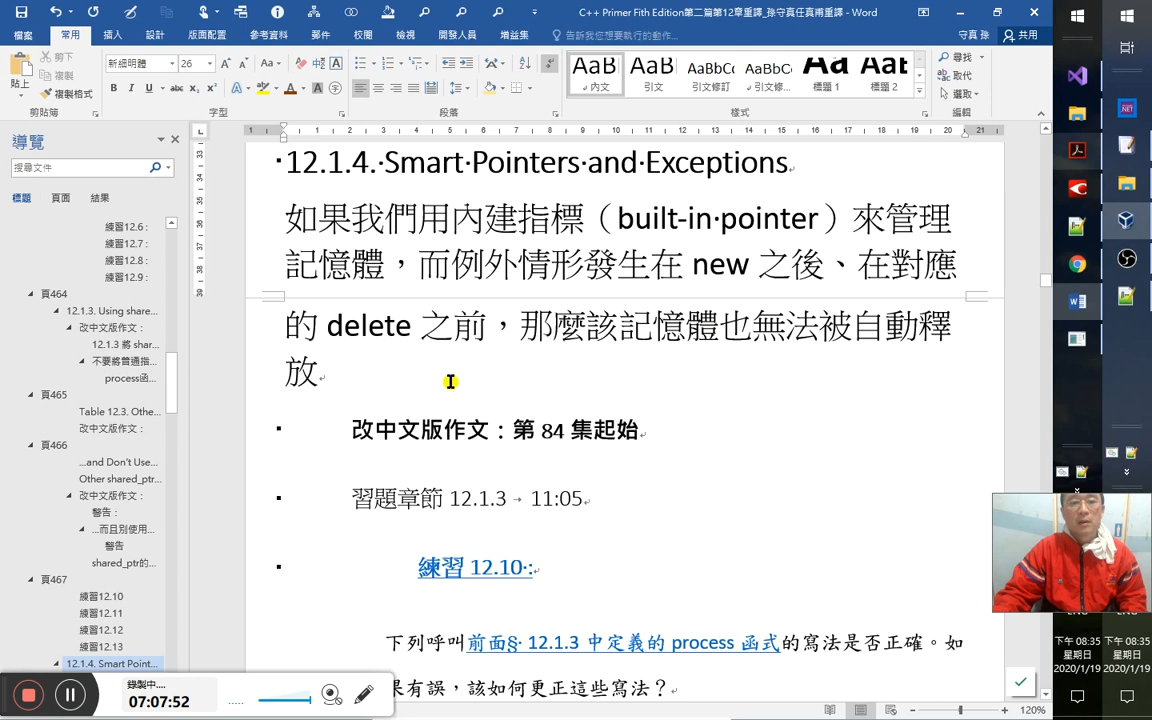 C++ Primer Fith Edition第二篇第12章重譯_孫守真任真甫重譯 - Word
檔案 常用 插入 設計 版面配置 參考資料 郵件 校閱 檢視 開發人員 增益集 告訴我您想要執行的動作... 守真 孫 共用
貼上 剪下 複製 複製格式
新細明體 26
AaB AaB AaBbCc AaBbCc AaB AaB
內文 引文 引文修訂 引文修... 標題 1 標題 2
尋找 取代 選取
剪貼簿 字型 段落 樣式 編輯
導覽
搜尋文件
標題 頁面 結果
練習12.6 :
練習12.7 :
練習12.8 :
練習12.9 :
頁464
12.1.3. Using share...
改中文版作文 :
12.1.3 將 shar...
不要將普通指...
process函...
頁465
Table 12.3. Othe...
改中文版作文 :
頁466
...and Don't Use...
Other shared_ptr...
改中文版作文 :
警告 :
...而且別使用...
警告
shared_ptr的...
頁467
練習12.10
練習12.11
練習12.12
練習12.13
12.1.4. Smart Point...
12.1.4. Smart Pointers and Exceptions
如果我們用內建指標（built-in pointer）來管理
記憶體，而例外情形發生在 new 之後、在對應
的 delete 之前，那麼該記憶體也無法被自動釋
放
改中文版作文：第 84 集起始
習題章節 12.1.3 → 11:05
練習 12.10 :
下列呼叫前面§ 12.1.3 中定義的 process 函式的寫法是否正確。如
果有誤，該如何更正這些寫法？
錄製中....
07:07:52
120%
下午 08:35
星期日
2020/1/19
下午 08:35
星期日
2020/1/19